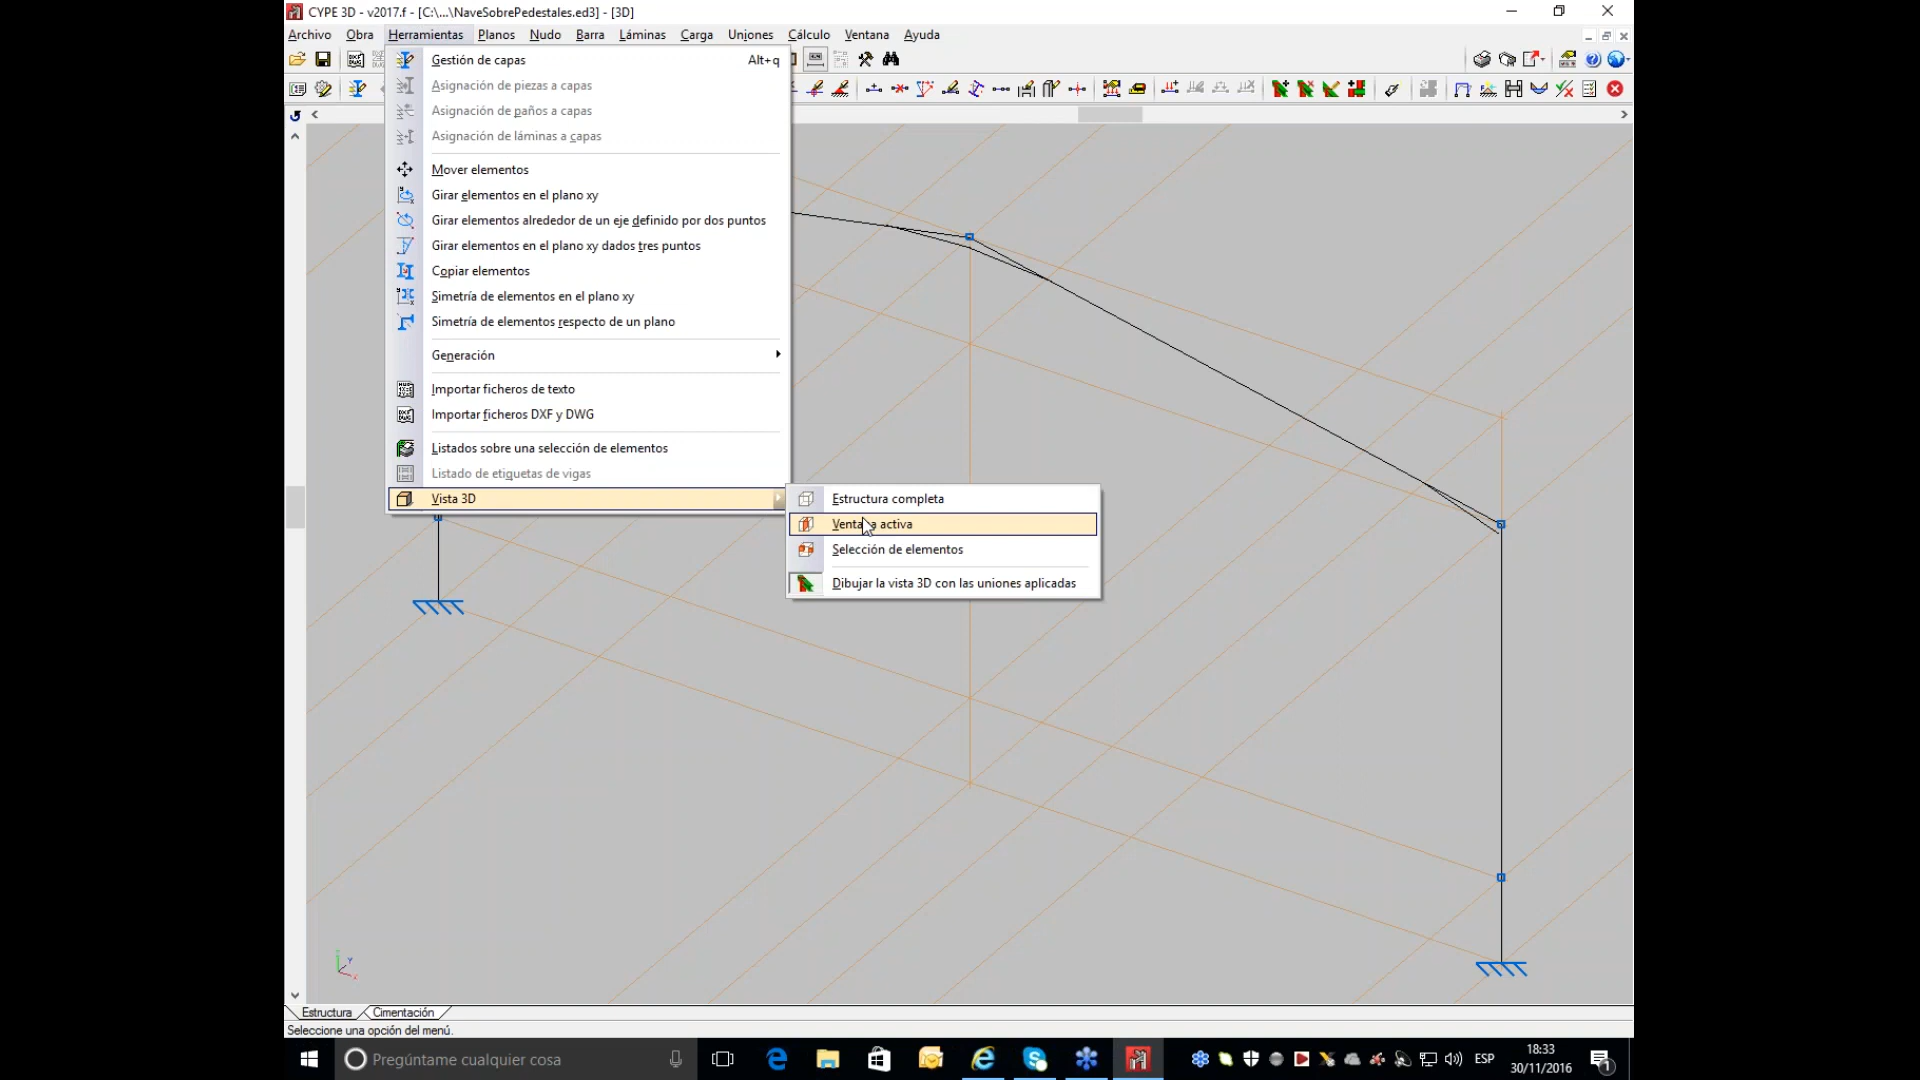 CYPE 3D - v2017.f - [C:\...\NaveSobrePedestales.ed3] - [3D]
Archivo Obra Herramientas Planos Nudo Barra Láminas Carga Uniones Cálculo Ventana Ayuda
Gestión de capas Alt+q
Asignación de piezas a capas
Asignación de paños a capas
Asignación de láminas a capas
Mover elementos
Girar elementos en el plano xy
Girar elementos alrededor de un eje definido por dos puntos
Girar elementos en el plano xy dados tres puntos
Copiar elementos
Simetría de elementos en el plano xy
Simetría de elementos respecto de un plano
Generación
Importar ficheros de texto
Importar ficheros DXF y DWG
Listados sobre una selección de elementos
Listado de etiquetas de vigas
Vista 3D
Estructura completa
Ventana activa
Selección de elementos
Dibujar la vista 3D con las uniones aplicadas
Estructura Cimentación
Seleccione una opción del menú.
Pregúntame cualquier cosa
ESP
18:33
30/11/2016